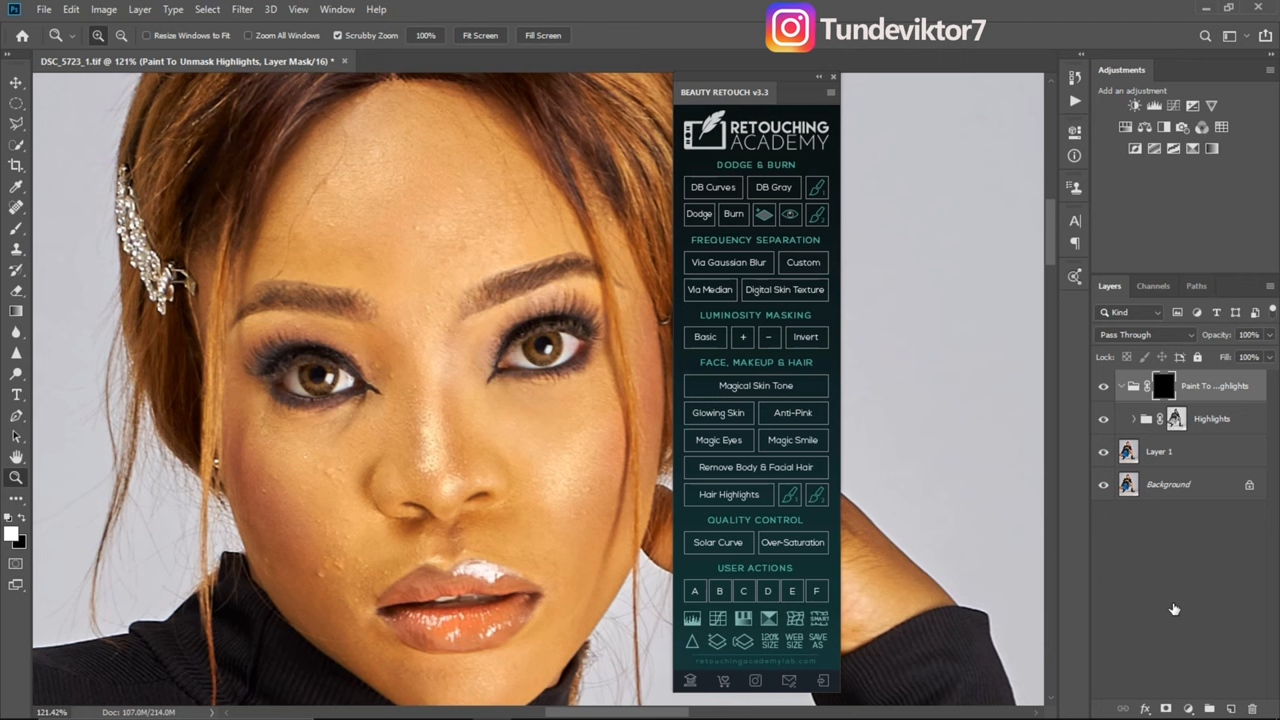 Ps File Edit Image Layer Type Select Filter 3D View Window Help
Tundeviktor7
Resize Windows to Fit Zoom All Windows Scrubby Zoom 100% Fit Screen Fill Screen
DSC_5723_1.tif @ 121% (Paint To Unmask Highlights, Layer Mask/16) *
BEAUTY RETOUCH v3.3
RETOUCHING
ACADEMY
DODGE & BURN
DB Curves DB Gray
Dodge Burn
FREQUENCY SEPARATION
Via Gaussian Blur Custom
Via Median Digital Skin Texture
LUMINOSITY MASKING
Basic + − Invert
FACE, MAKEUP & HAIR
Magical Skin Tone
Glowing Skin Anti-Pink
Magic Eyes Magic Smile
Remove Body & Facial Hair
Hair Highlights
QUALITY CONTROL
Solar Curve Over-Saturation
USER ACTIONS
A B C D E F
SMART
120% SIZE WEB SIZE SAVE AS
retouchingacademylab.com
Adjustments
Add an adjustment
Layers Channels Paths
Kind
Pass Through Opacity: 100%
Lock: Fill: 100%
Paint To ...ghlights
Highlights
Layer 1
Background
121.42% Doc: 107.0M/214.0M